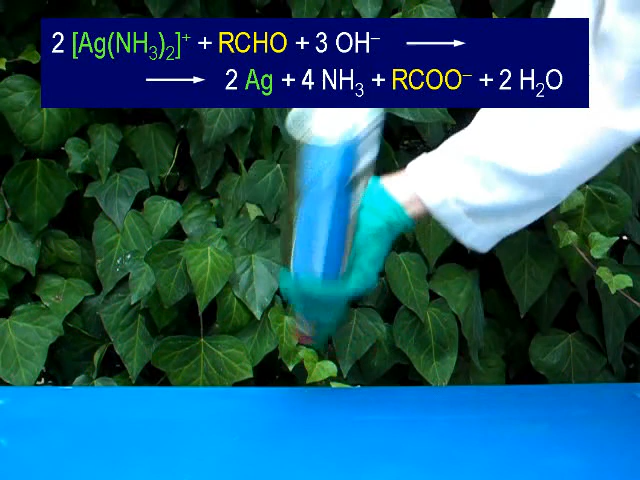 2 [Ag(NH₃)₂]⁺ + RCHO + 3 OH⁻ ⟶
⟶ 2 Ag + 4 NH₃ + RCOO⁻ + 2 H₂O